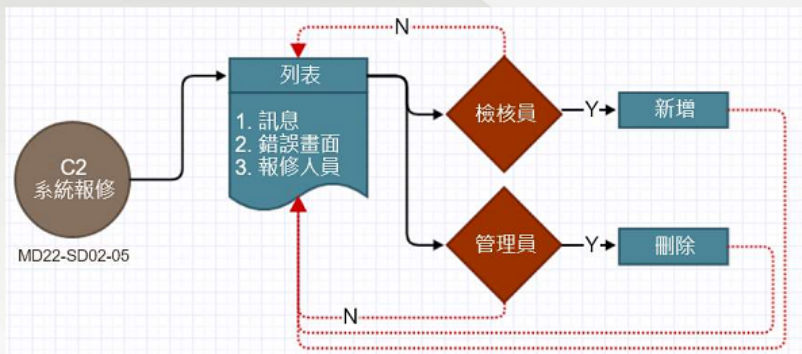 C2
系統報修
MD22-SD02-05
列表
1. 訊息
2. 錯誤畫面
3. 報修人員
N
檢核員
Y
新增
管理員
Y
刪除
N